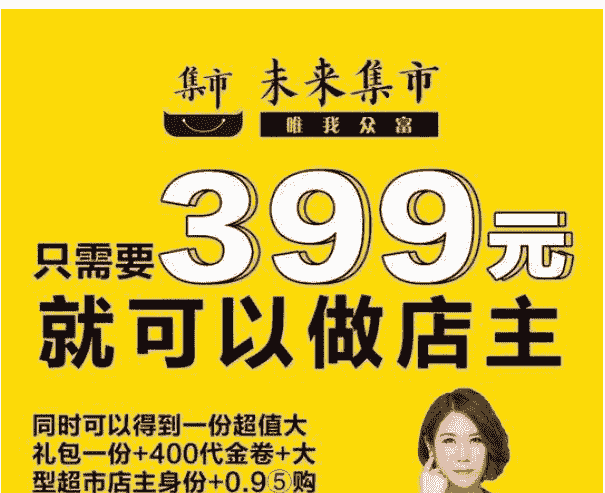 集市 未来集市
唯我众富
只需要399元
就可以做店主
同时可以得到一份超值大
礼包一份+400代金卷+大
型超市店主身份+0.9⑤购